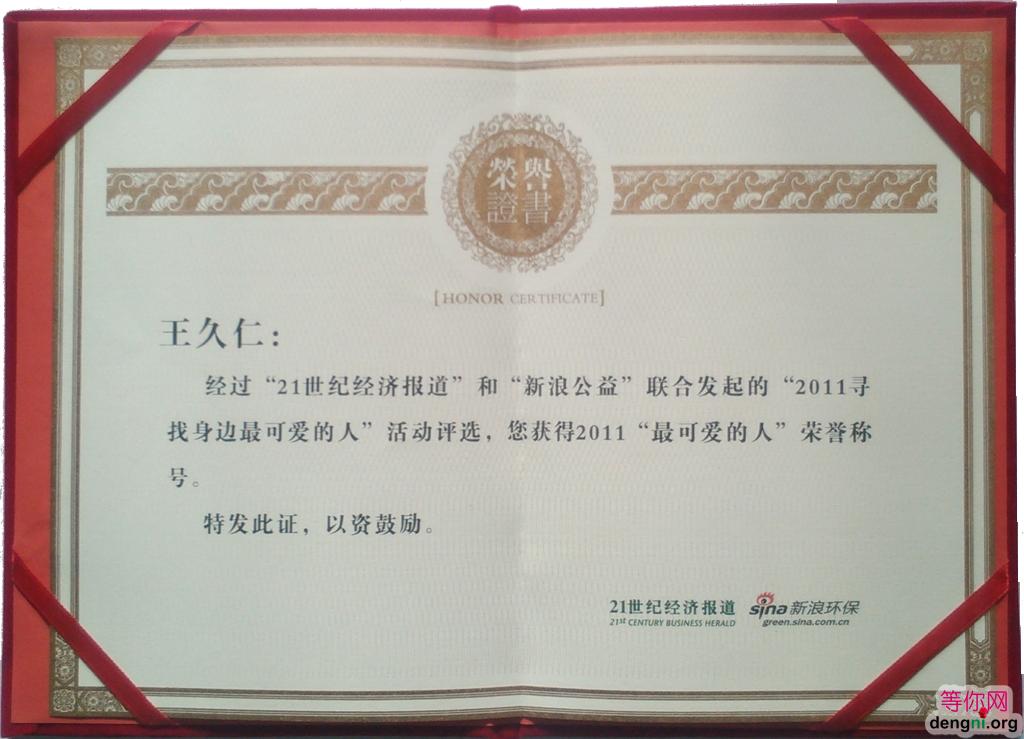 榮譽
證書
[HONOR CERTIFICATE]
王久仁：
经过“21世纪经济报道”和“新浪公益”联合发起的“2011寻
找身边最可爱的人”活动评选，您获得2011“最可爱的人”荣誉称
号。
特发此证，以资鼓励。
21世纪经济报道 sina新浪环保
21st CENTURY BUSINESS HERALD green.sina.com.cn
等你网
dengni.org